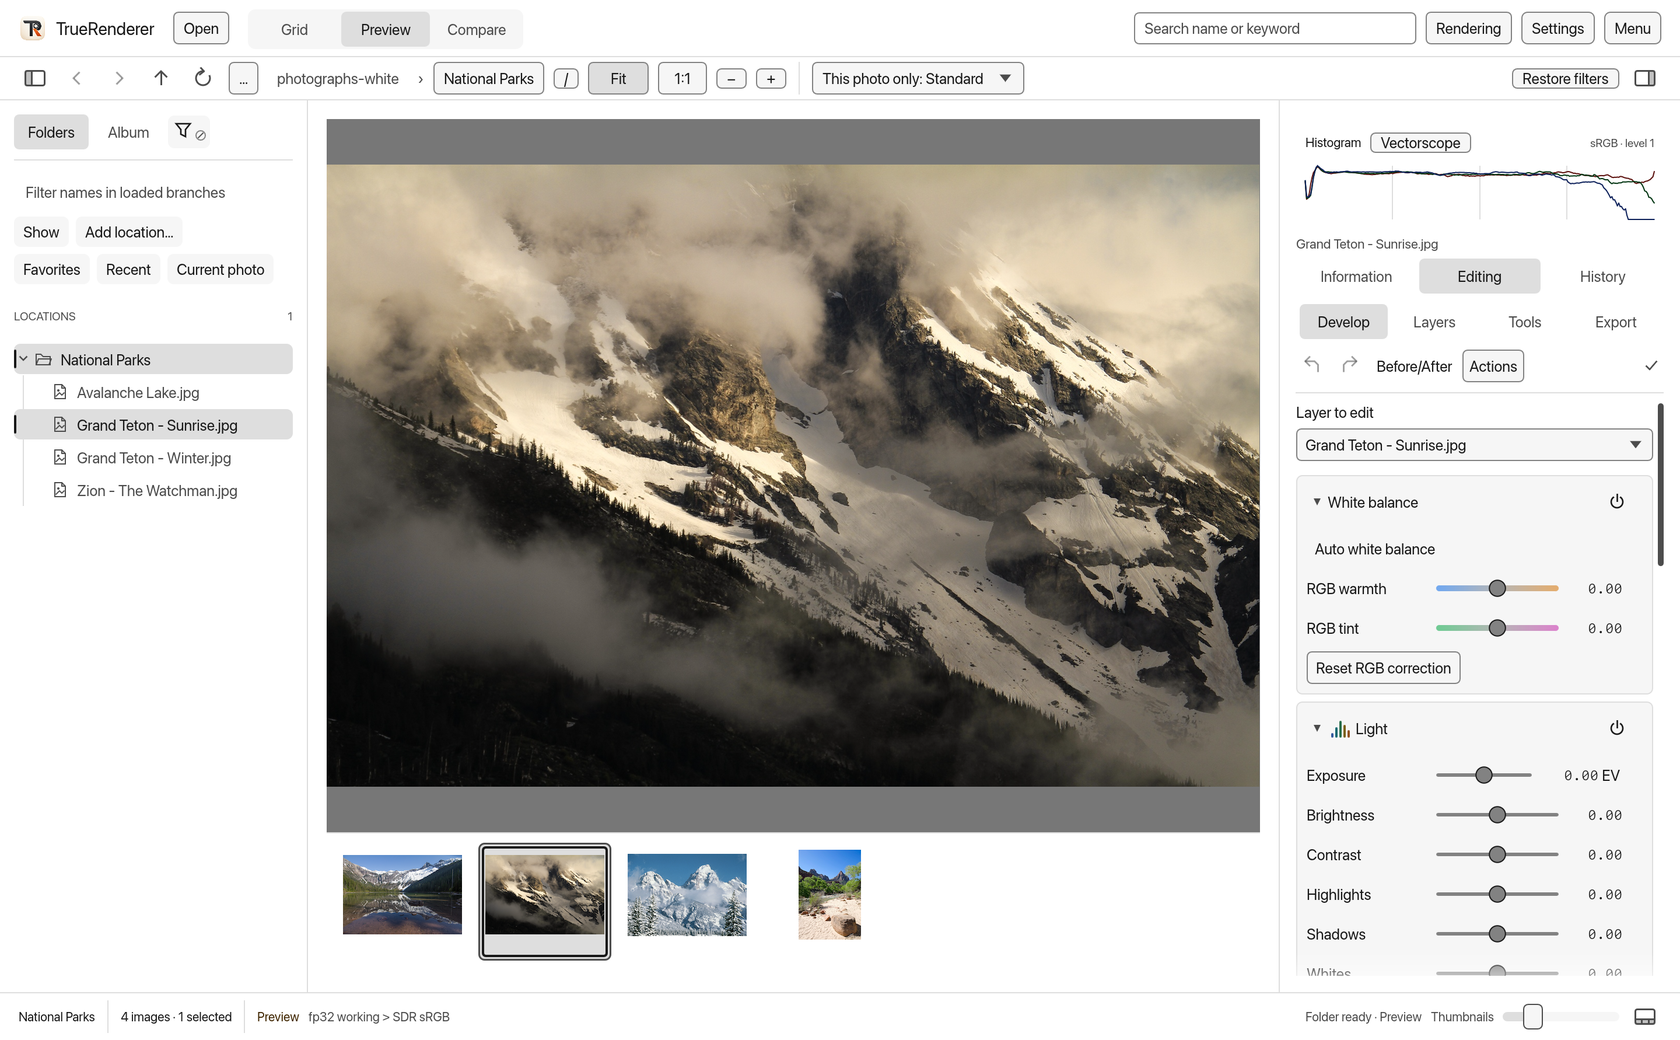 TrueRenderer Open Grid Preview Compare Search name or keyword Rendering Settings Menu
... photographs-white › National Parks / Fit 1:1 − + This photo only: Standard Restore filters
Folders Album
Filter names in loaded branches
Show Add location...
Favorites Recent Current photo
LOCATIONS 1
National Parks
Avalanche Lake.jpg
Grand Teton - Sunrise.jpg
Grand Teton - Winter.jpg
Zion - The Watchman.jpg
Histogram Vectorscope sRGB · level 1
Grand Teton - Sunrise.jpg
Information Editing History
Develop Layers Tools Export
Before/After Actions
Layer to edit
Grand Teton - Sunrise.jpg
White balance
Auto white balance
RGB warmth 0.00
RGB tint 0.00
Reset RGB correction
Light
Exposure 0.00 EV
Brightness 0.00
Contrast 0.00
Highlights 0.00
Shadows 0.00
Whites 0.00
National Parks 4 images · 1 selected Preview fp32 working > SDR sRGB Folder ready · Preview Thumbnails